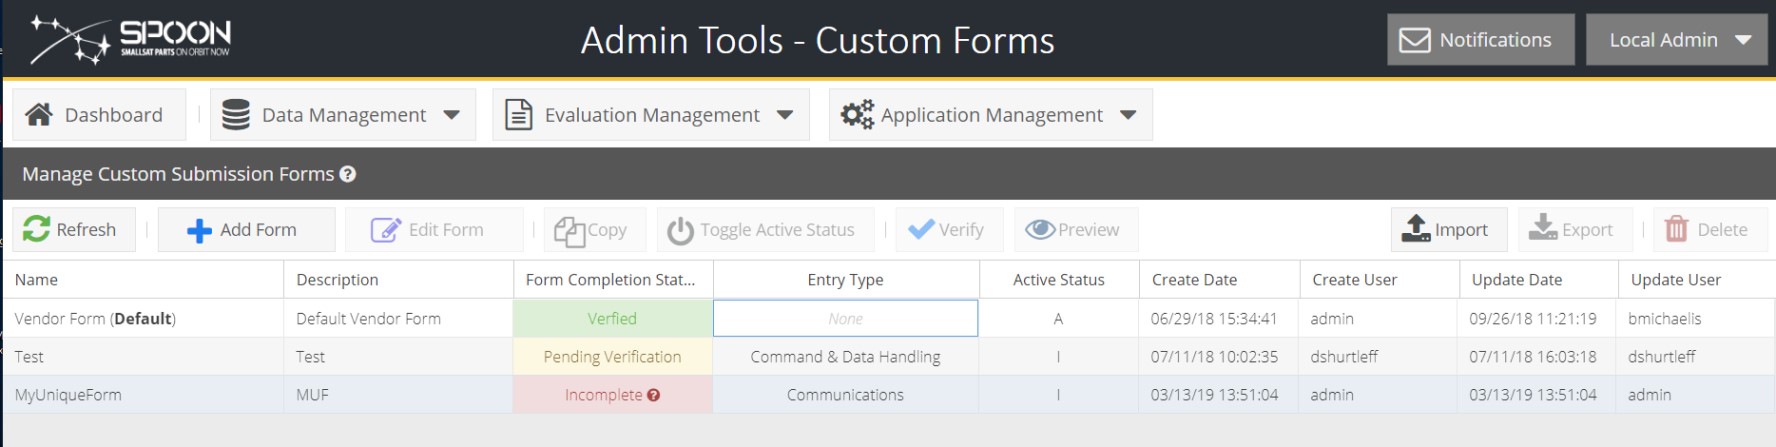 SPOON
SMALLSAT PARTS ON ORBIT NOW
Admin Tools - Custom Forms
Notifications
Local Admin
Dashboard
Data Management
Evaluation Management
Application Management
Manage Custom Submission Forms ?
Refresh
Add Form
Edit Form
Copy
Toggle Active Status
Verify
Preview
Import
Export
Delete
Name Description Form Completion Stat... Entry Type Active Status Create Date Create User Update Date Update User
Vendor Form (Default) Default Vendor Form Verfied None A 06/29/18 15:34:41 admin 09/26/18 11:21:19 bmichaelis
Test Test Pending Verification Command & Data Handling I 07/11/18 10:02:35 dshurtleff 07/11/18 16:03:18 dshurtleff
MyUniqueForm MUF Incomplete ? Communications I 03/13/19 13:51:04 admin 03/13/19 13:51:04 admin